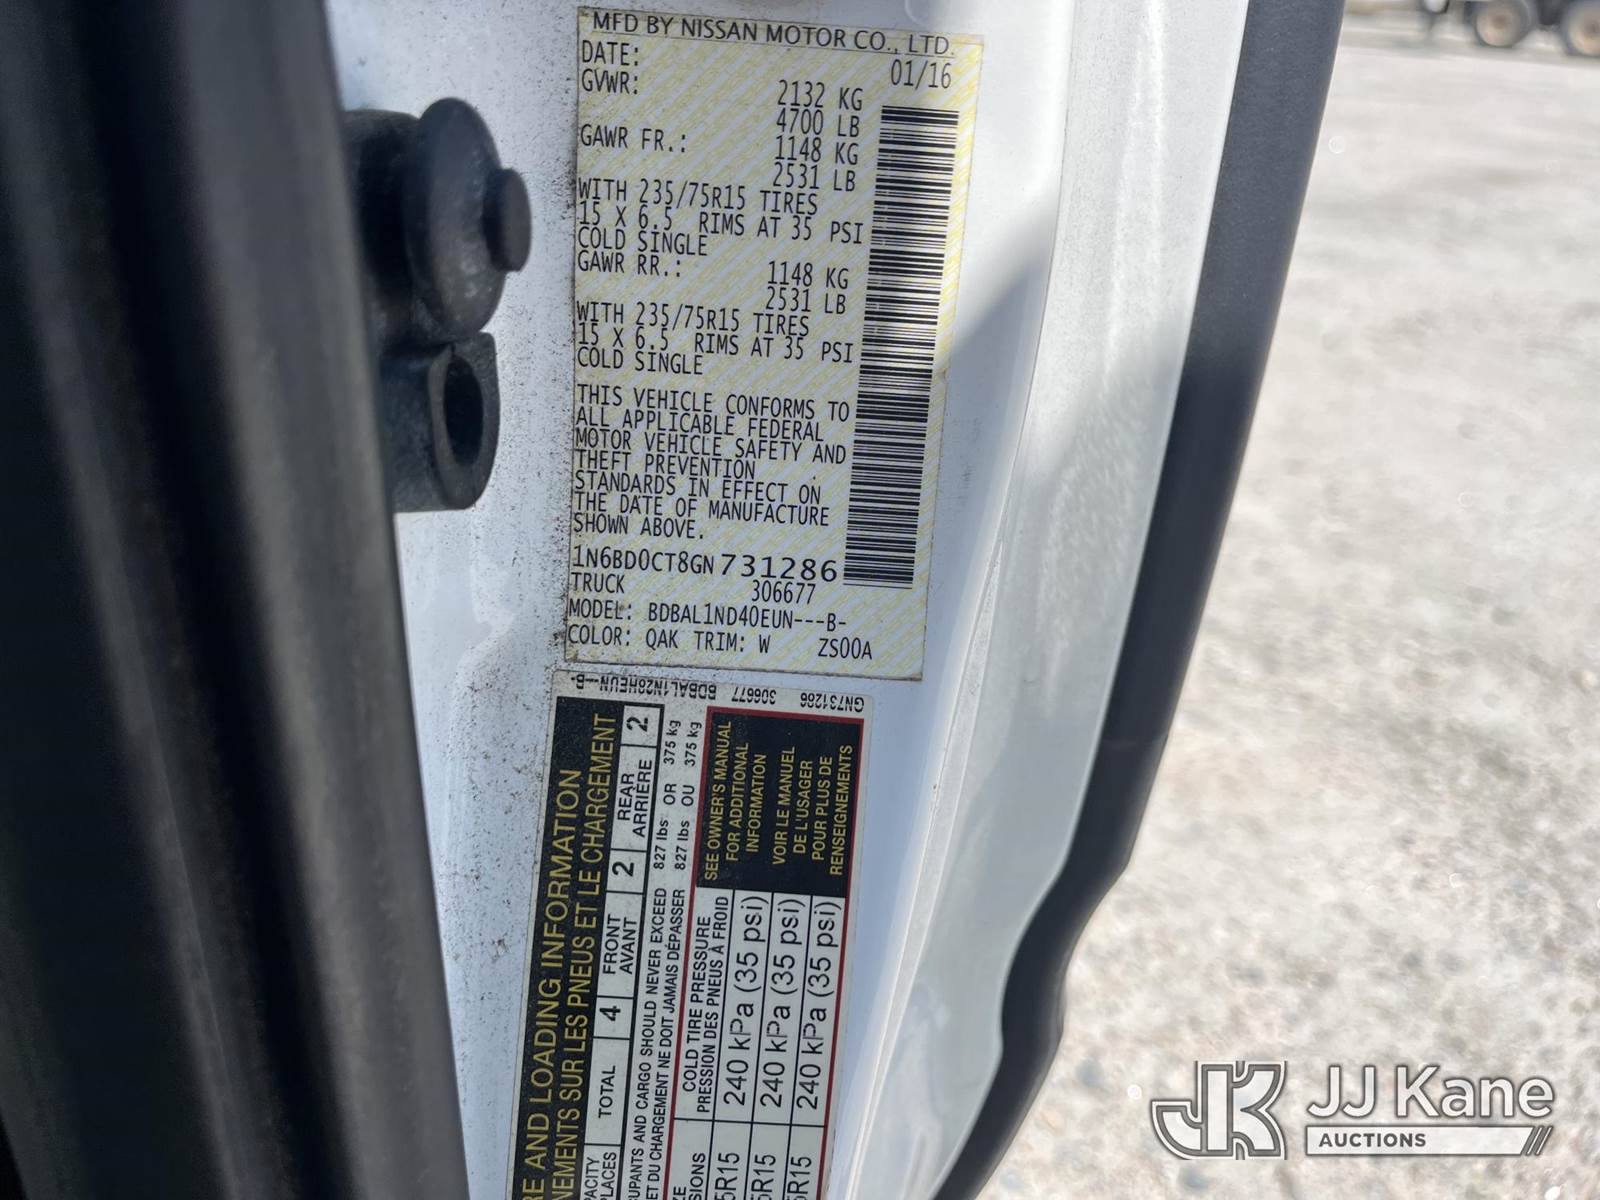 MFD BY NISSAN MOTOR CO., LTD.
DATE: 01/16
GVWR: 2132 KG
4700 LB
GAWR FR.: 1148 KG
2531 LB
WITH 235/75R15 TIRES
15 X 6.5 RIMS AT 35 PSI
COLD SINGLE
GAWR RR.: 1148 KG
2531 LB
WITH 235/75R15 TIRES
15 X 6.5 RIMS AT 35 PSI
COLD SINGLE
THIS VEHICLE CONFORMS TO
ALL APPLICABLE FEDERAL
MOTOR VEHICLE SAFETY AND
THEFT PREVENTION
STANDARDS IN EFFECT ON
THE DATE OF MANUFACTURE
SHOWN ABOVE.
1N6BD0CT8GN731286
TRUCK 306677
MODEL: BDBAL1ND40EUN---B-
COLOR: QAK TRIM: W ZS00A
GN731286 306677 BDBAL1N28HEUN--B-
RE AND LOADING INFORMATION
NEMENTS SUR LES PNEUS ET LE CHARGEMENT
TOTAL 4 FRONT 2 REAR 2
AVANT ARRIÈRE
UPANTS AND CARGO SHOULD NEVER EXCEED 827 lbs OR 375 kg
ET DU CHARGEMENT NE DOIT JAMAIS DÉPASSER 827 lbs OU 375 kg
COLD TIRE PRESSURE
PRESSION DES PNEUS À FROID
5R15 240 kPa (35 psi)
5R15 240 kPa (35 psi)
5R15 240 kPa (35 psi)
SEE OWNER'S MANUAL
FOR ADDITIONAL
INFORMATION
VOIR LE MANUEL
DE L'USAGER
POUR PLUS DE
RENSEIGNEMENTS
JK JJ Kane
AUCTIONS